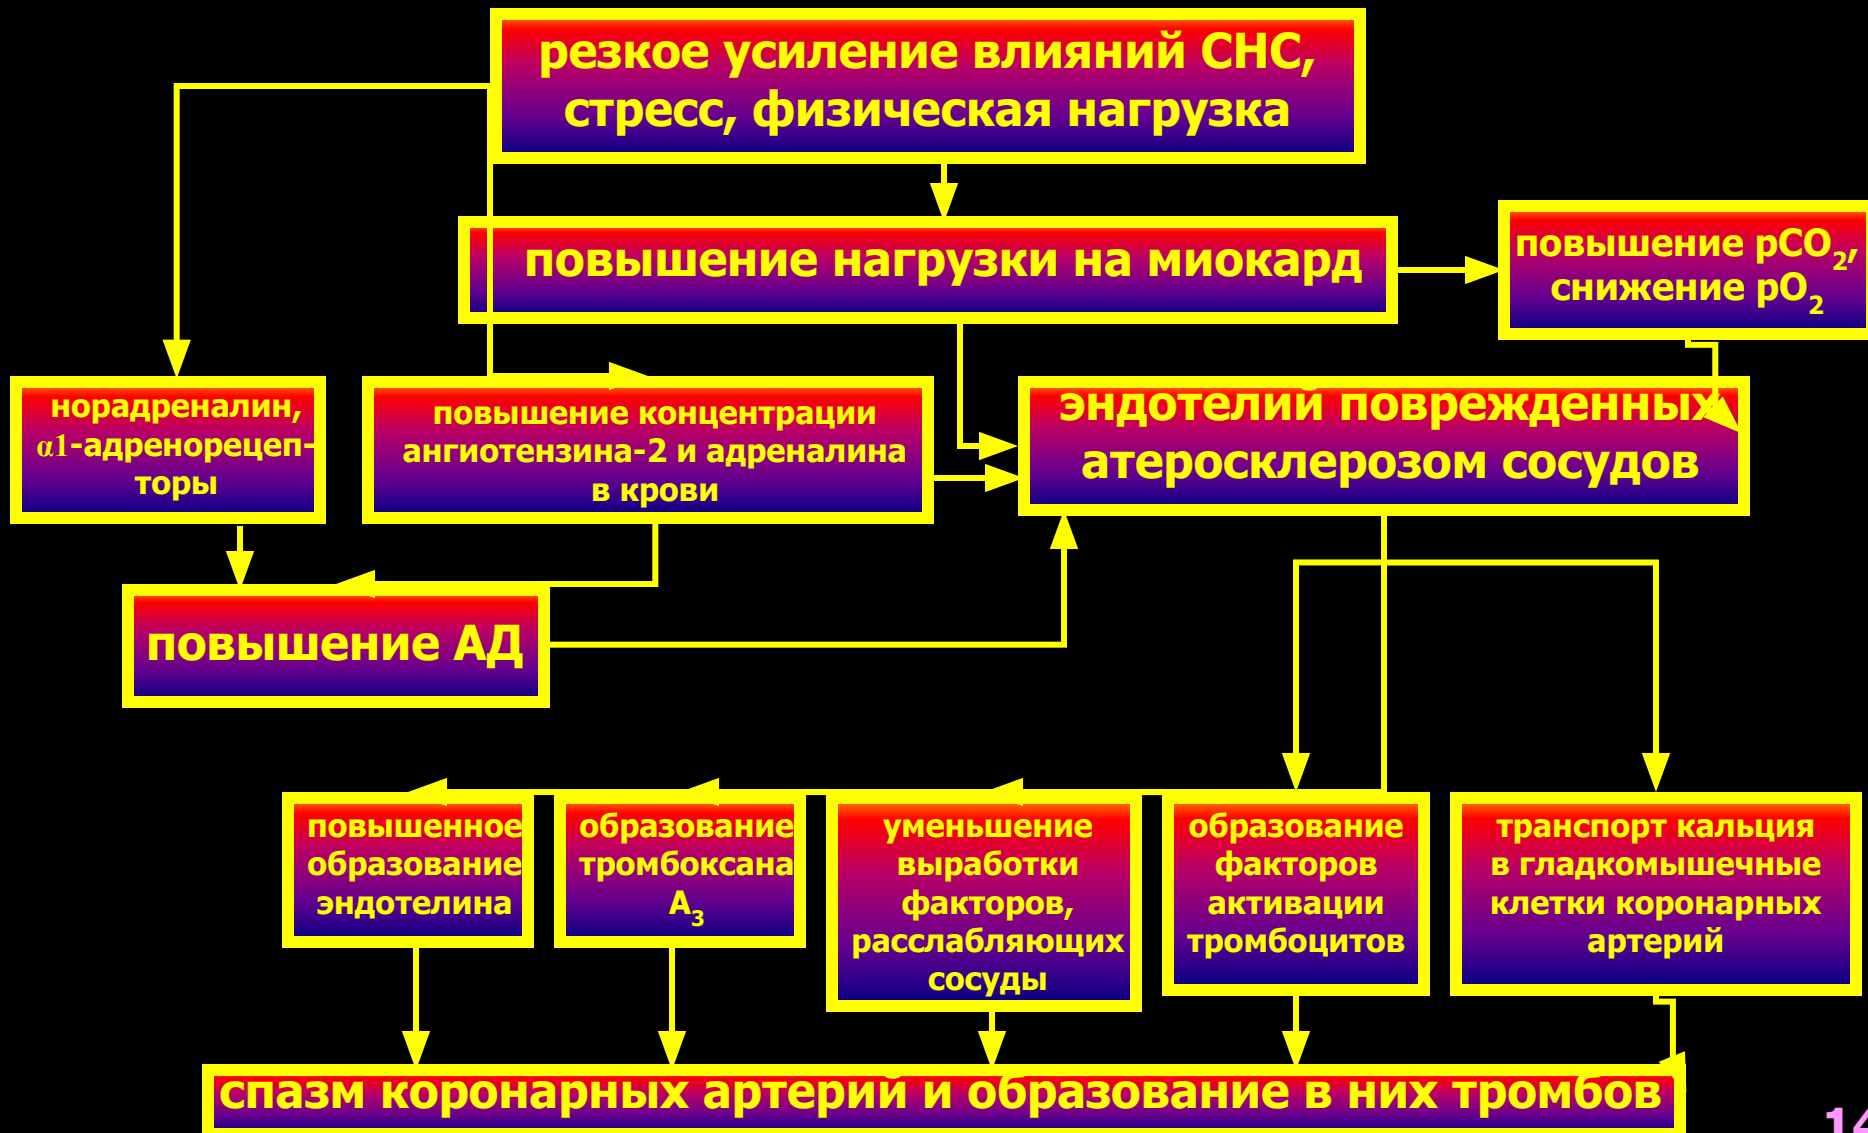 резкое усиление влияний СНС,
стресс, физическая нагрузка
повышение нагрузки на миокард
повышение pCO2,
снижение pO2
норадреналин,
α1-адренорецеп-
торы
повышение концентрации
ангиотензина-2 и адреналина
в крови
эндотелий поврежденных
атеросклерозом сосудов
повышение АД
повышенное
образование
эндотелина
образование
тромбоксана
А3
уменьшение
выработки
факторов,
расслабляющих
сосуды
образование
факторов
активации
тромбоцитов
транспорт кальция
в гладкомышечные
клетки коронарных
артерий
спазм коронарных артерий и образование в них тромбов
14